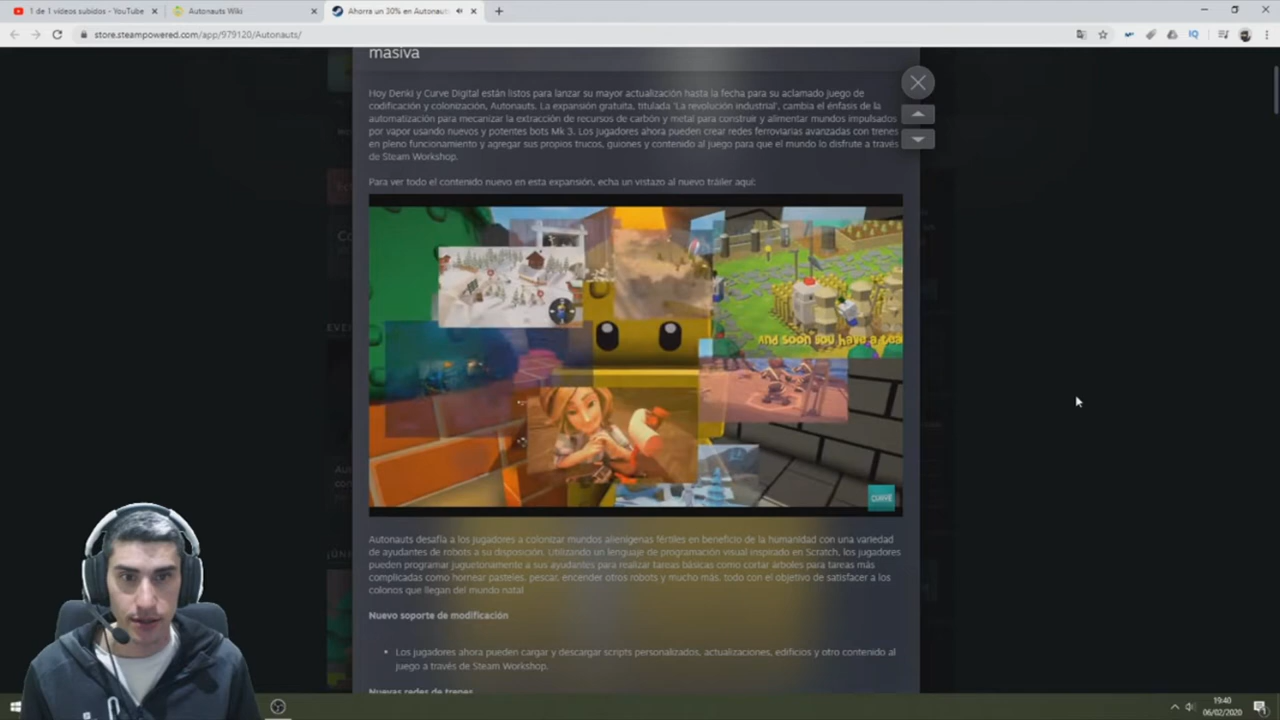 1 de 1 vídeos subidos - YouTube
Autonauts Wiki
Ahorra un 30% en Autonauts
store.steampowered.com/app/979120/Autonauts/
masiva
Hoy Denki y Curve Digital están listos para lanzar su mayor actualización hasta la fecha para su aclamado juego de
codificación y colonización, Autonauts. La expansión gratuita, titulada 'La revolución industrial', cambia el énfasis de la
automatización para mecanizar la extracción de recursos de carbón y metal para construir y alimentar mundos impulsados
por vapor usando nuevos y potentes bots Mk 3. Los jugadores ahora pueden crear redes ferroviarias avanzadas con trenes
en pleno funcionamiento y agregar sus propios trucos, guiones y contenido al juego para que el mundo lo disfrute a través
de Steam Workshop.
Para ver todo el contenido nuevo en esta expansión, echa un vistazo al nuevo tráiler aquí:
And soon you have a tea
CURVE
Autonauts desafía a los jugadores a colonizar mundos alienígenas fértiles en beneficio de la humanidad con una variedad
de ayudantes de robots a su disposición. Utilizando un lenguaje de programación visual inspirado en Scratch, los jugadores
pueden programar juguetonamente a sus ayudantes para realizar tareas básicas como cortar árboles para tareas más
complicadas como hornear pasteles, pescar, encender otros robots y mucho más, todo con el objetivo de satisfacer a los
colonos que llegan del mundo natal
Nuevo soporte de modificación
• Los jugadores ahora pueden cargar y descargar scripts personalizados, actualizaciones, edificios y otro contenido al
juego a través de Steam Workshop.
Nuevas redes de trenes
19:40
06/02/2020